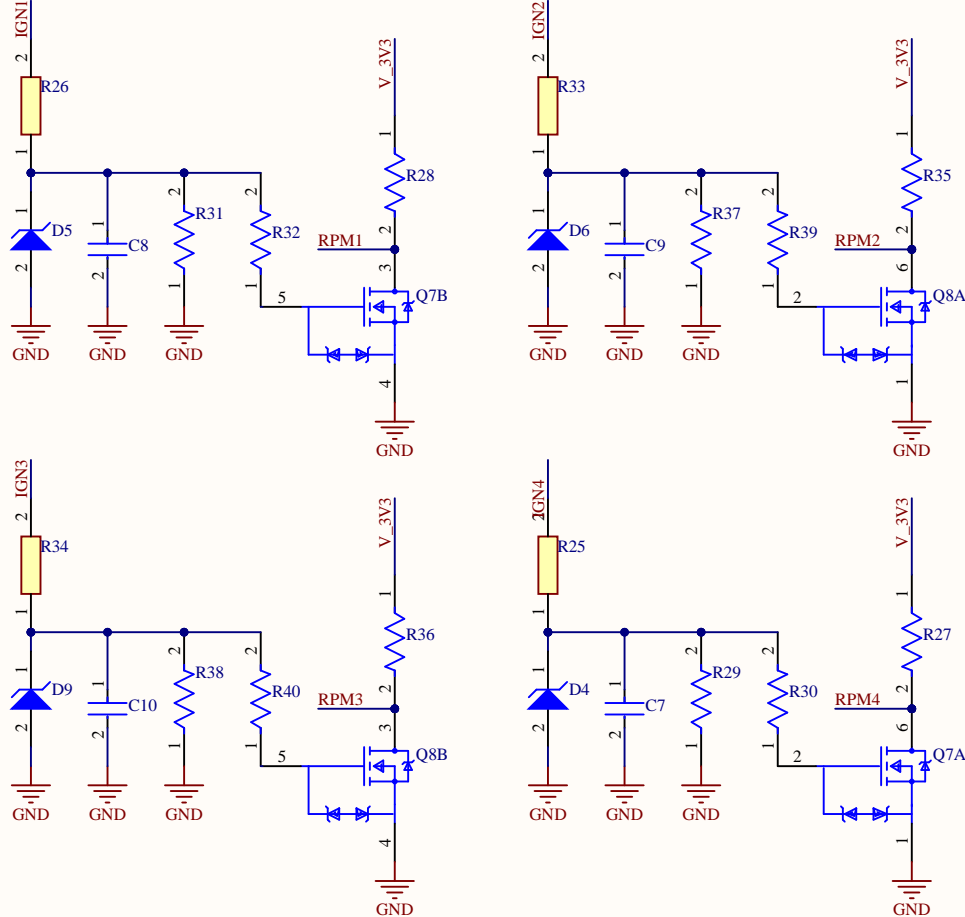 IGN1
2
R26
1
V_3V3
1
R28
2
1
D5
2
1
C8
2
2
R31
1
2
R32
1
RPM1
3
5
Q7B
4
GND
GND
GND
GND
IGN2
2
R33
1
V_3V3
1
R35
2
1
D6
2
1
C9
2
2
R37
1
2
R39
1
RPM2
6
2
Q8A
1
GND
GND
GND
GND
IGN3
2
R34
1
V_3V3
1
R36
2
1
D9
2
1
C10
2
2
R38
1
2
R40
1
RPM3
3
5
Q8B
4
GND
GND
GND
GND
IGN4
2
R25
1
V_3V3
1
R27
2
1
D4
2
1
C7
2
2
R29
1
2
R30
1
RPM4
6
2
Q7A
1
GND
GND
GND
GND